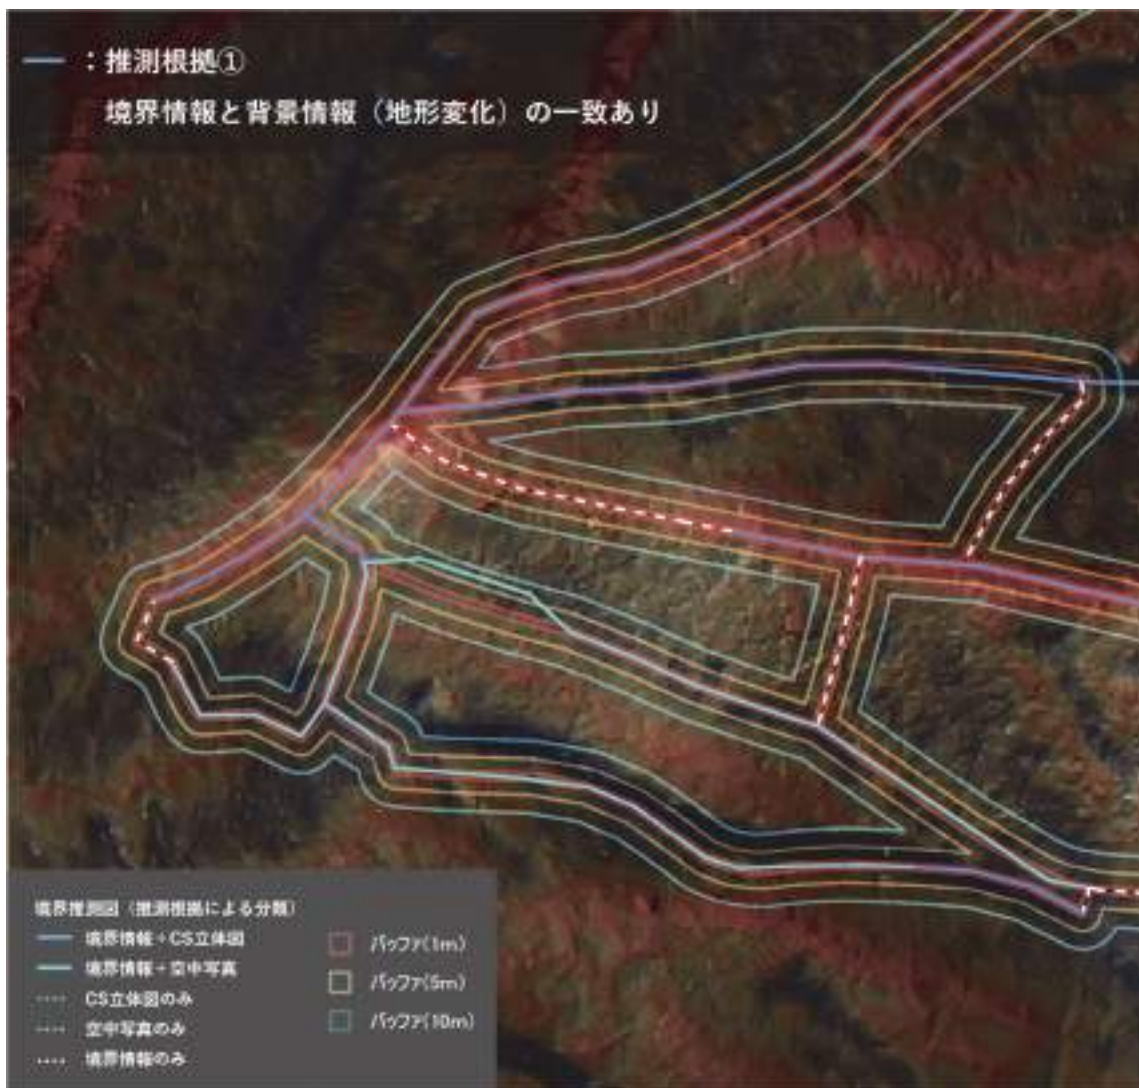 ：推測根拠①
境界情報と背景情報（地形変化）の一致あり
境界推測図（推測根拠による分類）
境界情報＋CS立体図
境界情報＋空中写真
CS立体図のみ
空中写真のみ
境界情報のみ
バッファ(1m)
バッファ(5m)
バッファ(10m)